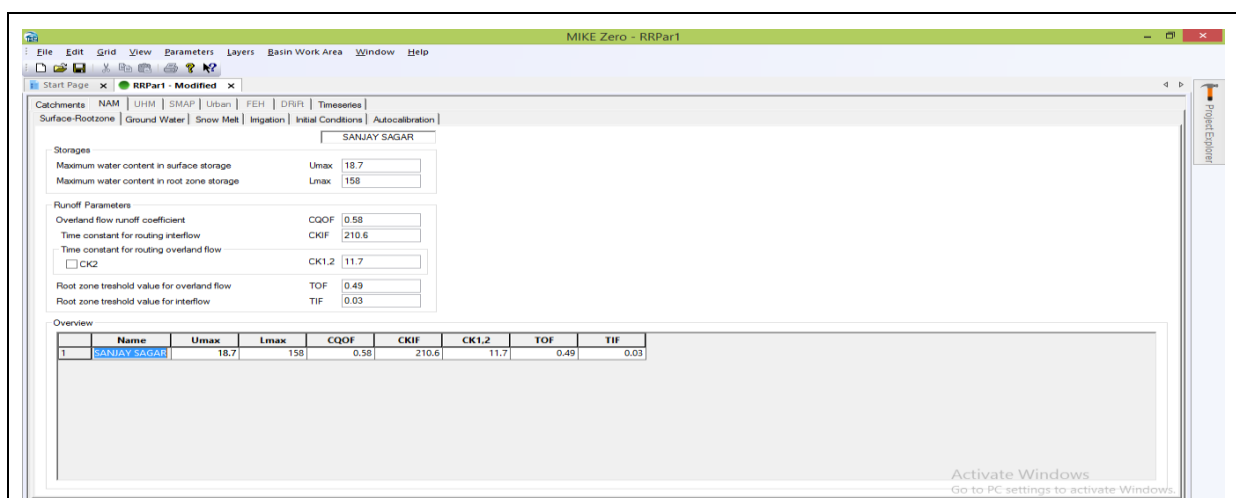 MIKE Zero - RRPar1
File Edit Grid View Parameters Layers Basin Work Area Window Help
Start Page x RRPar1 - Modified x
Project Explorer
Catchments NAM UHM SMAP Urban FEH DRift Timeseries
Surface-Rootzone Ground Water Snow Melt Irrigation Initial Conditions Autocalibration
SANJAY SAGAR
Storages
Maximum water content in surface storage Umax 18.7
Maximum water content in root zone storage Lmax 158
Runoff Parameters
Overland flow runoff coefficient CQOF 0.58
Time constant for routing interflow CKIF 210.6
Time constant for routing overland flow
CK2 CK1,2 11.7
Root zone treshold value for overland flow TOF 0.49
Root zone treshold value for interflow TIF 0.03
Overview
Name Umax Lmax CQOF CKIF CK1,2 TOF TIF
1 SANJAY SAGAR 18.7 158 0.58 210.6 11.7 0.49 0.03
Activate Windows
Go to PC settings to activate Windows.